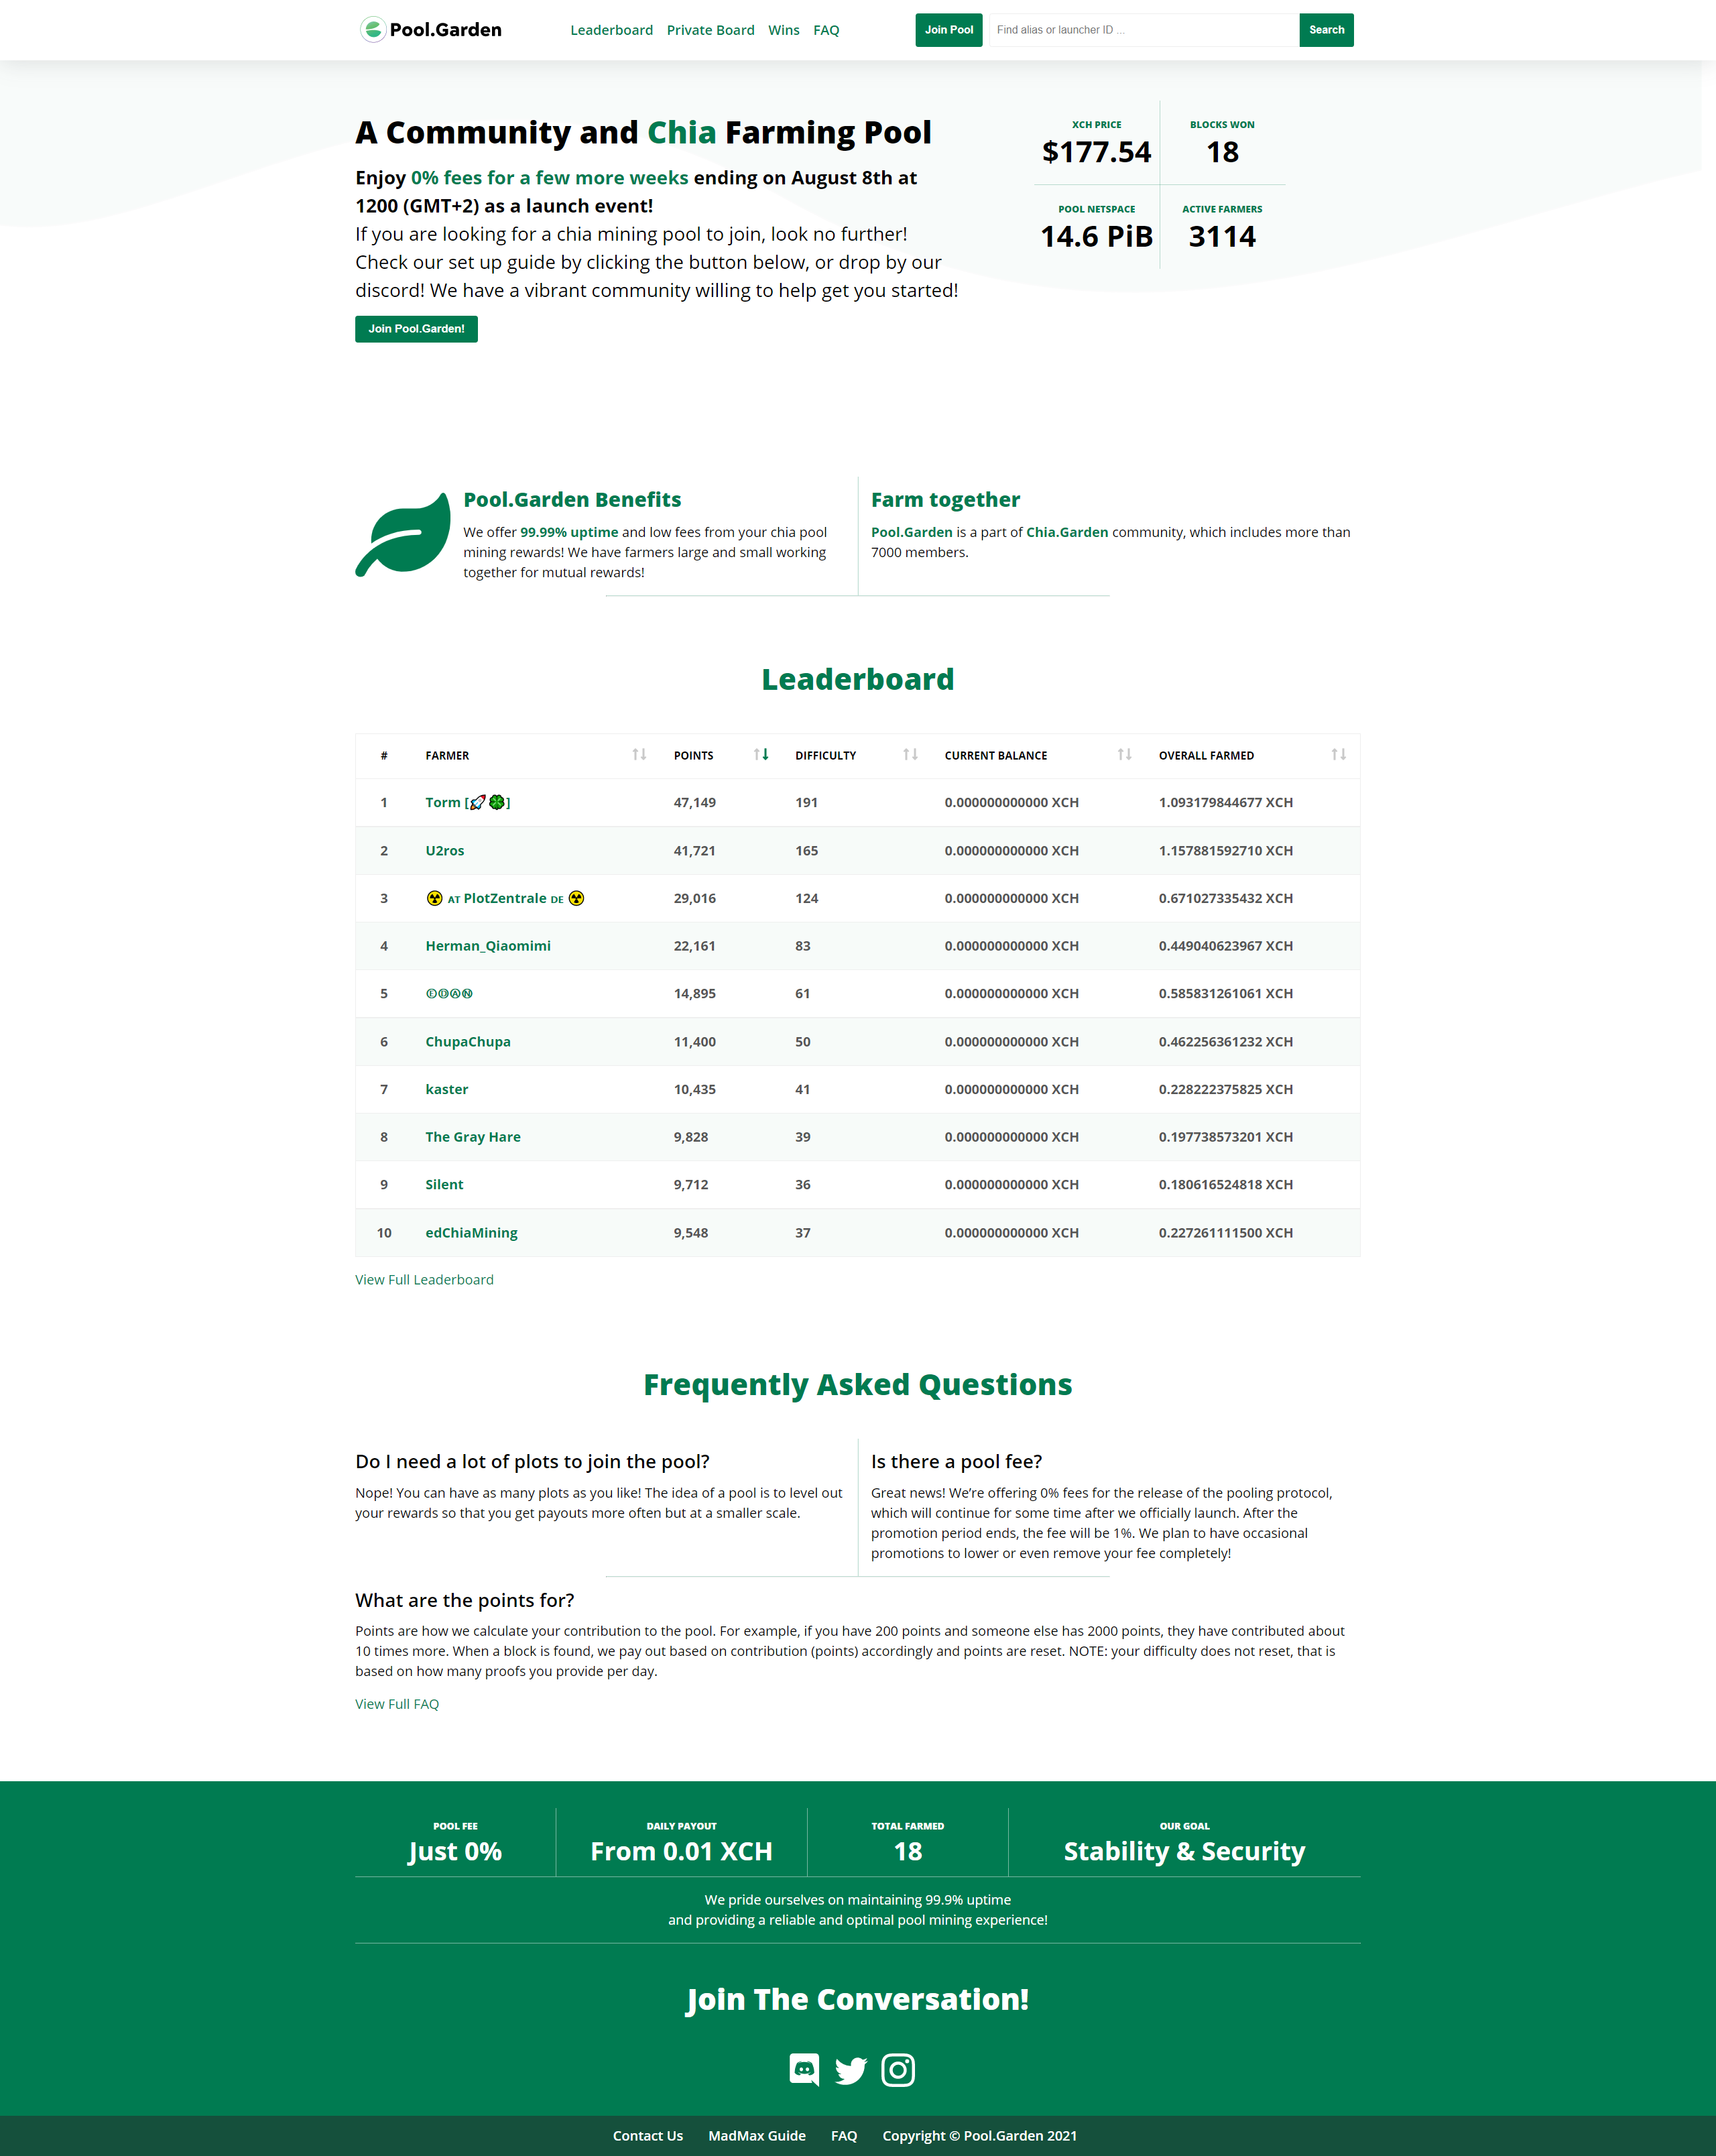 Pool.Garden
Leaderboard Private Board Wins FAQ
Join Pool
Find alias or launcher ID ...
Search
A Community and Chia Farming Pool
Enjoy 0% fees for a few more weeks ending on August 8th at
1200 (GMT+2) as a launch event!
If you are looking for a chia mining pool to join, look no further!
Check our set up guide by clicking the button below, or drop by our
discord! We have a vibrant community willing to help get you started!
Join Pool.Garden!
XCH PRICE
$177.54
BLOCKS WON
18
POOL NETSPACE
14.6 PiB
ACTIVE FARMERS
3114
Pool.Garden Benefits
We offer 99.99% uptime and low fees from your chia pool
mining rewards! We have farmers large and small working
together for mutual rewards!
Farm together
Pool.Garden is a part of Chia.Garden community, which includes more than
7000 members.
Leaderboard
# FARMER POINTS DIFFICULTY CURRENT BALANCE OVERALL FARMED
1 Torm [🚀🍀] 47,149 191 0.000000000000 XCH 1.093179844677 XCH
2 U2ros 41,721 165 0.000000000000 XCH 1.157881592710 XCH
3 ☢️ ᴀᴛ PlotZentrale ᴅᴇ ☢️ 29,016 124 0.000000000000 XCH 0.671027335432 XCH
4 Herman_Qiaomimi 22,161 83 0.000000000000 XCH 0.449040623967 XCH
5 14,895 61 0.000000000000 XCH 0.585831261061 XCH
6 ChupaChupa 11,400 50 0.000000000000 XCH 0.462256361232 XCH
7 kaster 10,435 41 0.000000000000 XCH 0.228222375825 XCH
8 The Gray Hare 9,828 39 0.000000000000 XCH 0.197738573201 XCH
9 Silent 9,712 36 0.000000000000 XCH 0.180616524818 XCH
10 edChiaMining 9,548 37 0.000000000000 XCH 0.227261111500 XCH
View Full Leaderboard
Frequently Asked Questions
Do I need a lot of plots to join the pool?
Nope! You can have as many plots as you like! The idea of a pool is to level out
your rewards so that you get payouts more often but at a smaller scale.
Is there a pool fee?
Great news! We’re offering 0% fees for the release of the pooling protocol,
which will continue for some time after we officially launch. After the
promotion period ends, the fee will be 1%. We plan to have occasional
promotions to lower or even remove your fee completely!
What are the points for?
Points are how we calculate your contribution to the pool. For example, if you have 200 points and someone else has 2000 points, they have contributed about
10 times more. When a block is found, we pay out based on contribution (points) accordingly and points are reset. NOTE: your difficulty does not reset, that is
based on how many proofs you provide per day.
View Full FAQ
POOL FEE
Just 0%
DAILY PAYOUT
From 0.01 XCH
TOTAL FARMED
18
OUR GOAL
Stability & Security
We pride ourselves on maintaining 99.9% uptime
and providing a reliable and optimal pool mining experience!
Join The Conversation!
Contact Us MadMax Guide FAQ Copyright © Pool.Garden 2021